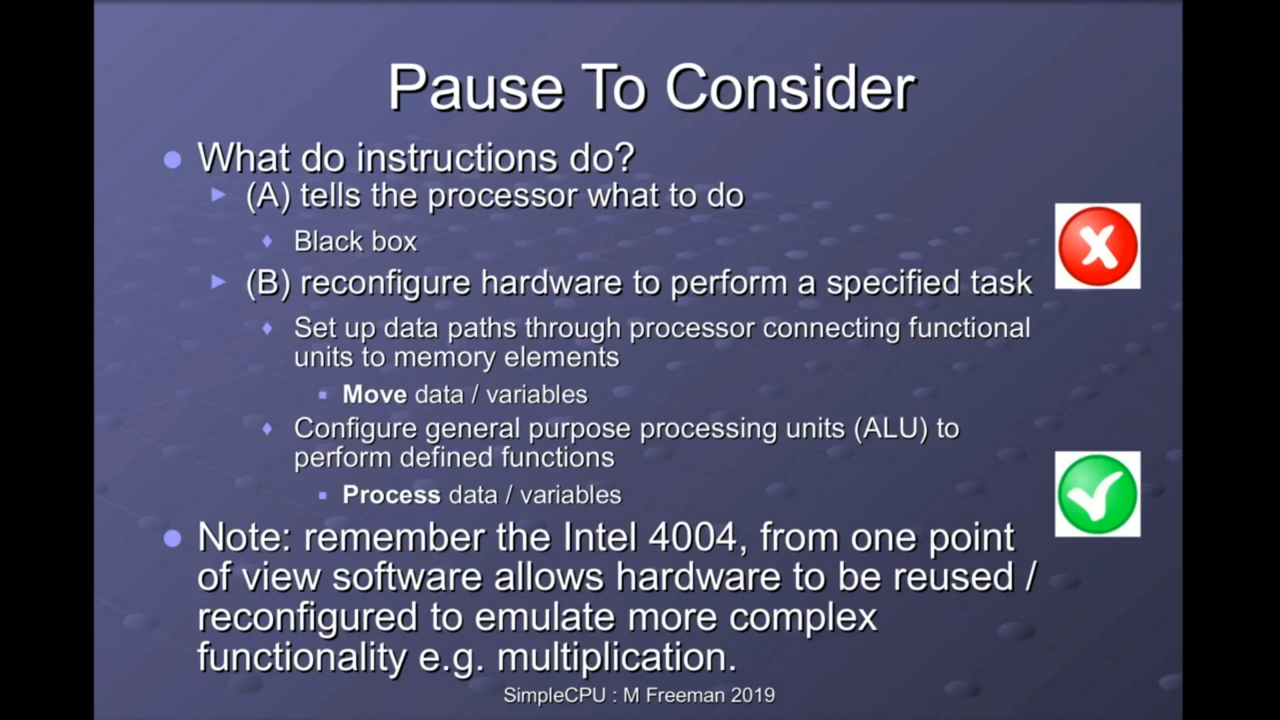 Pause To Consider
What do instructions do?
(A) tells the processor what to do
Black box
(B) reconfigure hardware to perform a specified task
Set up data paths through processor connecting functional
units to memory elements
Move data / variables
Configure general purpose processing units (ALU) to
perform defined functions
Process data / variables
Note: remember the Intel 4004, from one point
of view software allows hardware to be reused /
reconfigured to emulate more complex
functionality e.g. multiplication.
SimpleCPU : M Freeman 2019